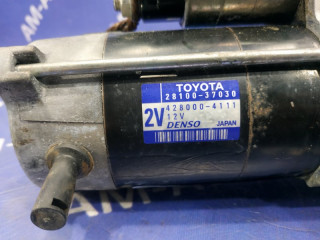 TOYOTA
28100-37030
2V
428000-4111
12V
DENSO JAPAN